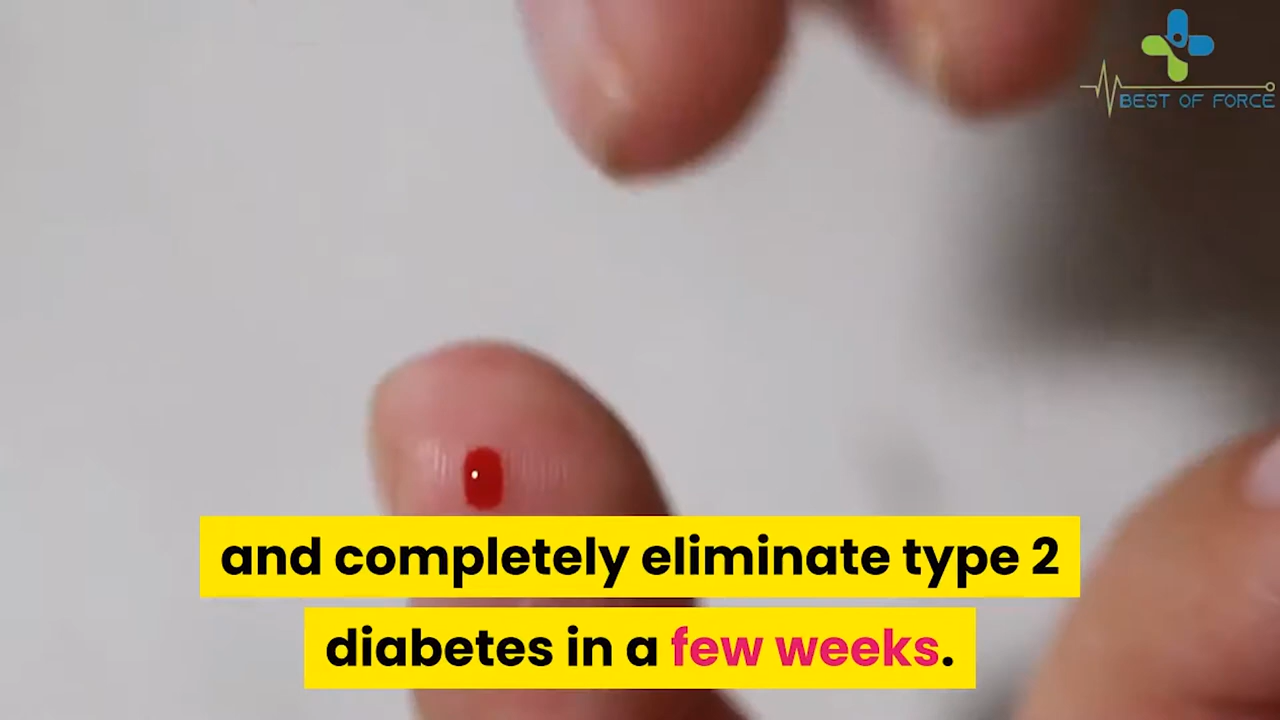 BEST OF FORCE
and completely eliminate type 2
diabetes in a few weeks.